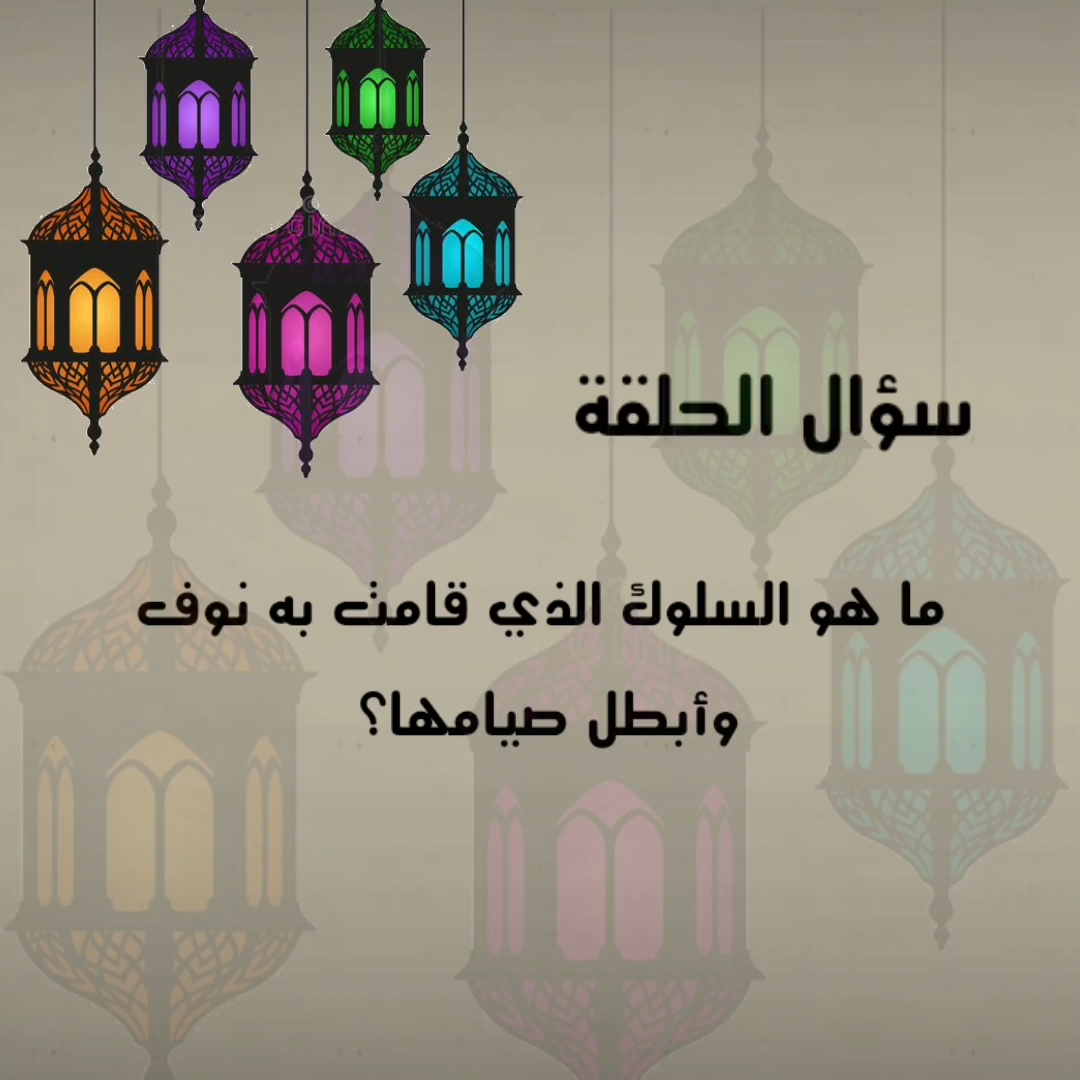 سؤال الحلقة
ما هو السلوك الذي قامت به نوف
وأبطل صيامها؟